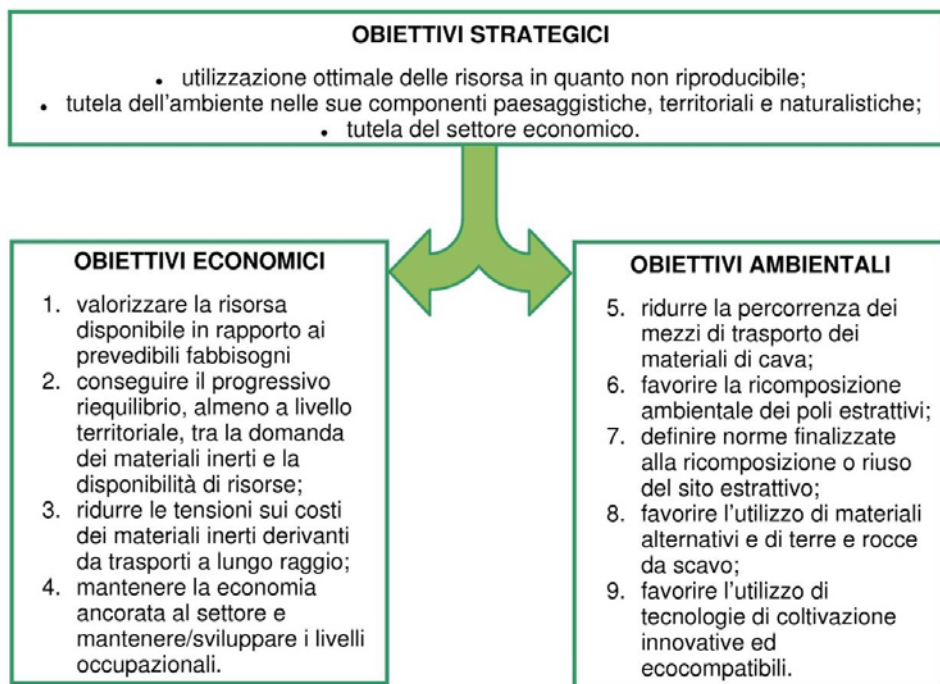 OBIETTIVI STRATEGICI
• utilizzazione ottimale delle risorsa in quanto non riproducibile;
• tutela dell'ambiente nelle sue componenti paesaggistiche, territoriali e naturalistiche;
• tutela del settore economico.
OBIETTIVI ECONOMICI
1. valorizzare la risorsa
disponibile in rapporto ai
prevedibili fabbisogni
2. conseguire il progressivo
riequilibrio, almeno a livello
territoriale, tra la domanda
dei materiali inerti e la
disponibilità di risorse;
3. ridurre le tensioni sui costi
dei materiali inerti derivanti
da trasporti a lungo raggio;
4. mantenere la economia
ancorata al settore e
mantenere/sviluppare i livelli
occupazionali.
OBIETTIVI AMBIENTALI
5. ridurre la percorrenza dei
mezzi di trasporto dei
materiali di cava;
6. favorire la ricomposizione
ambientale dei poli estrattivi;
7. definire norme finalizzate
alla ricomposizione o riuso
del sito estrattivo;
8. favorire l'utilizzo di materiali
alternativi e di terre e rocce
da scavo;
9. favorire l'utilizzo di
tecnologie di coltivazione
innovative ed
ecocompatibili.